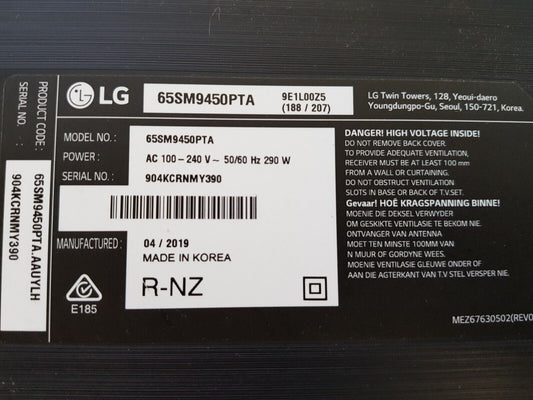 LG
65SM9450PTA
9E1L00Z5
(188 / 207)
LG Twin Towers, 128, Yeoui-daero
Youngdungpo-Gu, Seoul, 150-721, Korea.
PRODUCT CODE:
SERIAL NO.:
65SM9450PTA.AAUYLH
904KCRNMY390
MODEL NO.: 65SM9450PTA
POWER: AC 100-240 V~ 50/60 Hz 290 W
SERIAL NO.: 904KCRNMY390
MANUFACTURED: 04 / 2019
MADE IN KOREA
R-NZ
E185
DANGER! HIGH VOLTAGE INSIDE!
DO NOT REMOVE BACK COVER.
TO PROVIDE ADEQUATE VENTILATION,
RECEIVER MUST BE AT LEAST 100 mm
FROM A WALL OR CURTAINS.
DO NOT COVER THE VENTILATION
SLOTS IN BASE OR BACK OF T.V.SET.
Gevaar! HOË KRAGSPANNING BINNE!
MOENIE DIE DEKSEL VERWYDER
OM GESKIKTE VENTILASIE TE BEKOM NIE.
ONTVANGER VAN ANTENNA
MOET TEN MINSTE 100MM VAN
N MUUR OF GORDYNE WEES.
MOENIE VENTILASIE GLEUWE ONDER OF
AAN DIE AGTERKANT VAN T.V STEL VERSPER NIE.
MEZ67630502(REV0